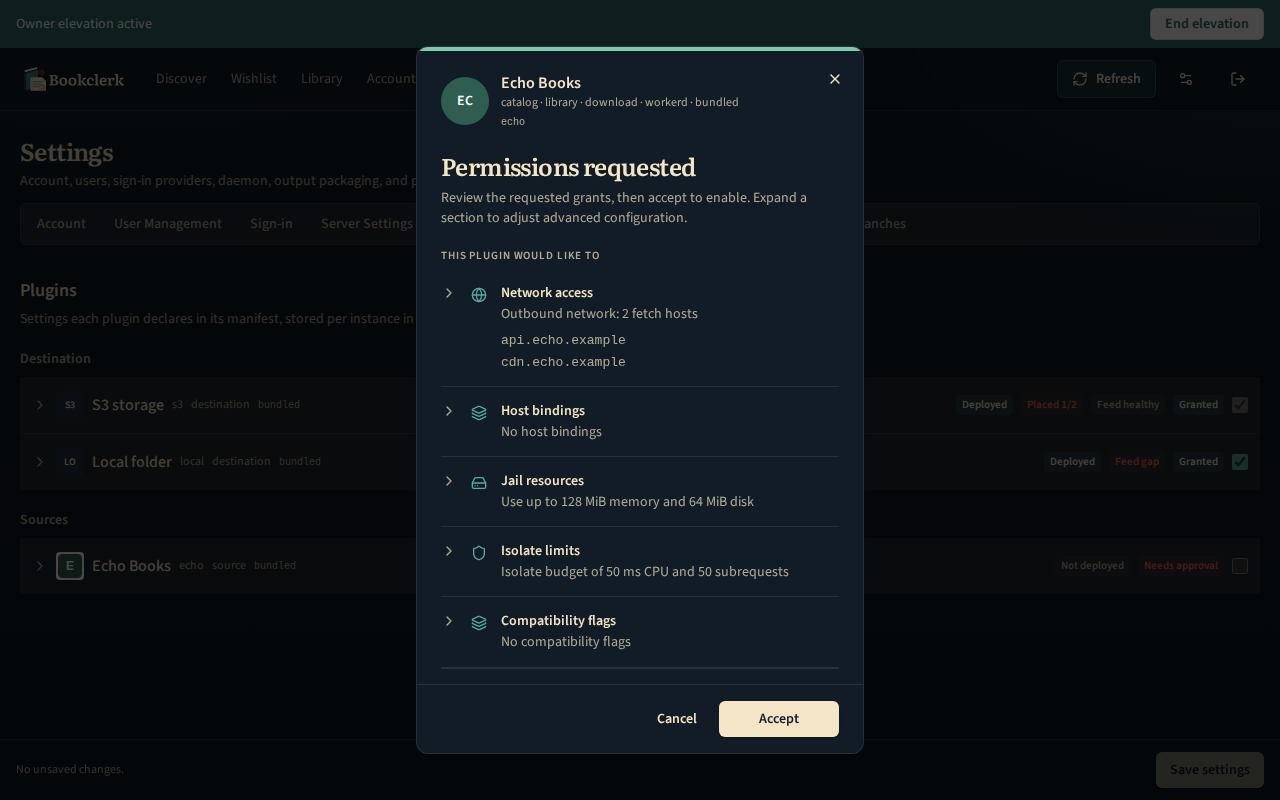 Owner elevation active
End elevation
Bookclerk
Discover
Wishlist
Library
Account
Refresh
Settings
Account, users, sign-in providers, daemon, output packaging, and p
Account
User Management
Sign-in
Server Settings
anches
Plugins
Settings each plugin declares in its manifest, stored per instance in
Destination
S3
S3 storage
s3
destination
bundled
Deployed
Placed 1/2
Feed healthy
Granted
LO
Local folder
local
destination
bundled
Deployed
Feed gap
Granted
Sources
E
Echo Books
echo
source
bundled
Not deployed
Needs approval
EC
Echo Books
catalog · library · download · workerd · bundled
echo
Permissions requested
Review the requested grants, then accept to enable. Expand a
section to adjust advanced configuration.
THIS PLUGIN WOULD LIKE TO
Network access
Outbound network: 2 fetch hosts
api.echo.example
cdn.echo.example
Host bindings
No host bindings
Jail resources
Use up to 128 MiB memory and 64 MiB disk
Isolate limits
Isolate budget of 50 ms CPU and 50 subrequests
Compatibility flags
No compatibility flags
Cancel
Accept
No unsaved changes.
Save settings